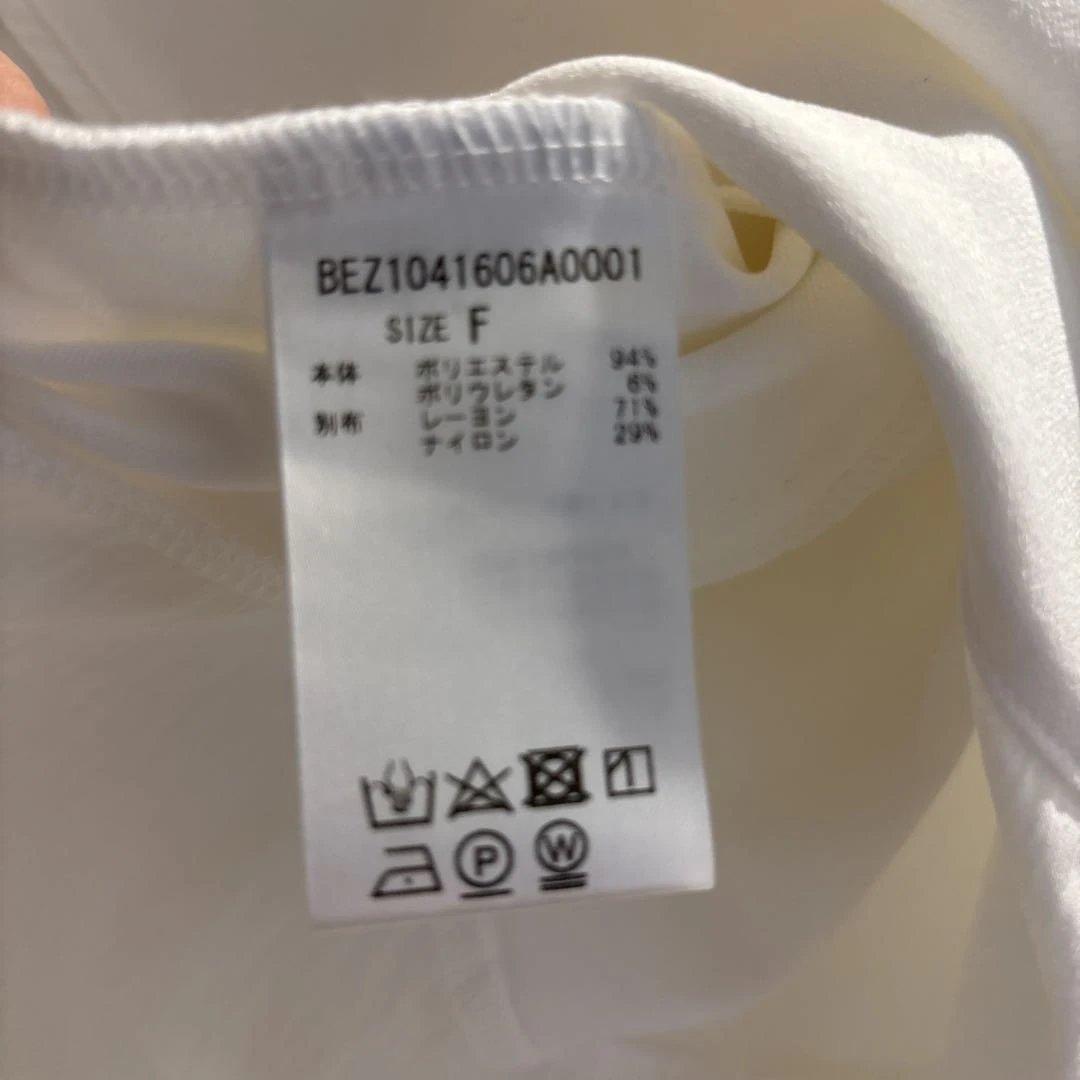 BEZ1041606A0001
SIZE F
本体 ポリエステル 94%
ポリウレタン 6%
別布 レーヨン 71%
ナイロン 29%
P W